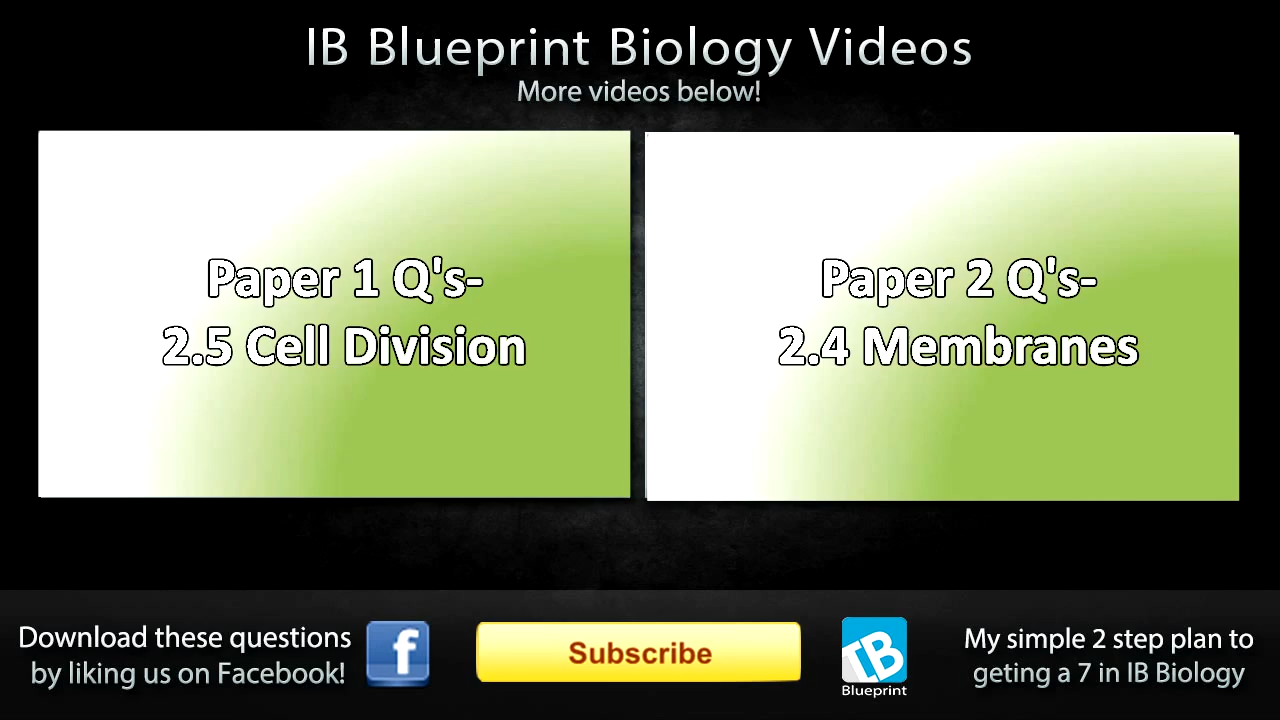 IB Blueprint Biology Videos
More videos below!
Paper 1 Q's-
2.5 Cell Division
Paper 2 Q's-
2.4 Membranes
Download these questions
by liking us on Facebook!
f
Subscribe
IB
Blueprint
My simple 2 step plan to
geting a 7 in IB Biology